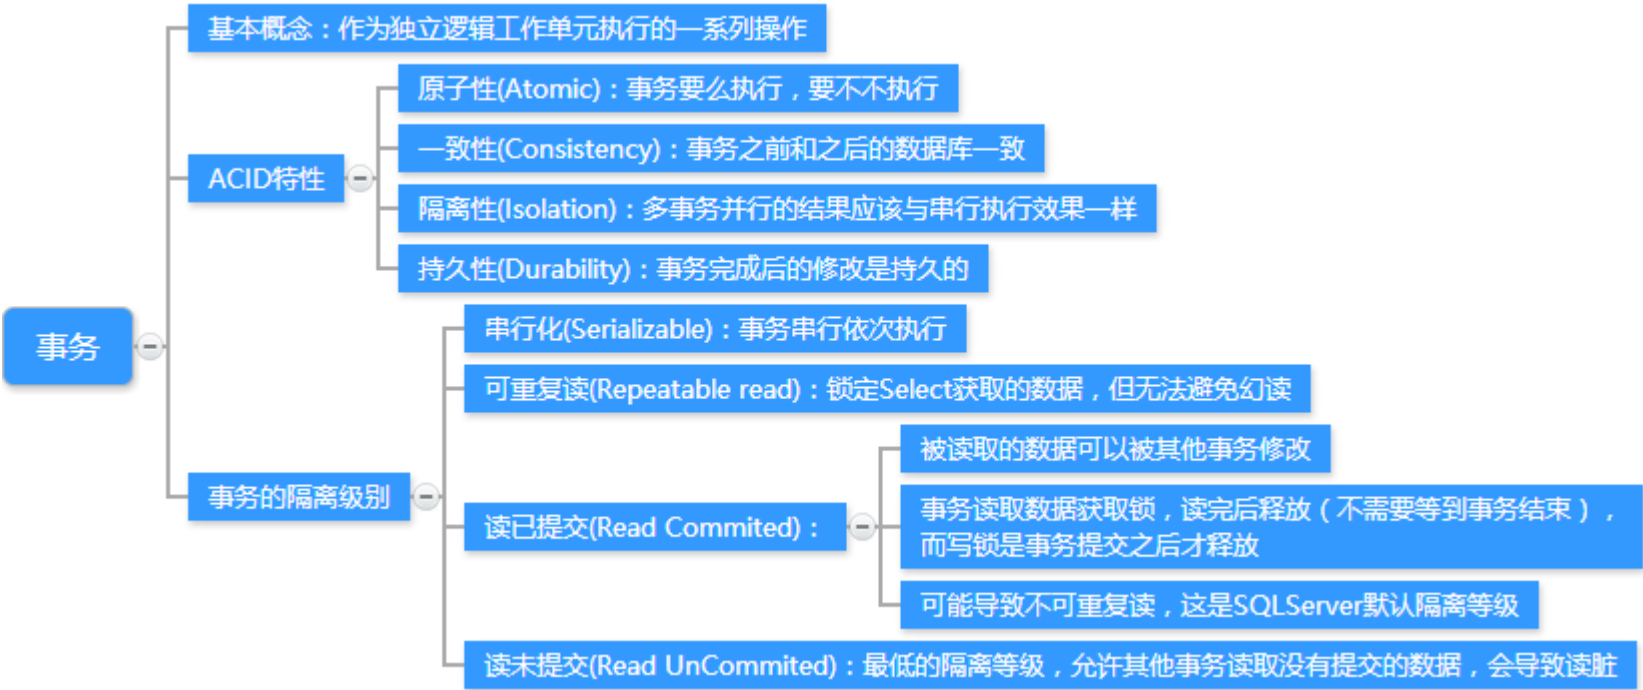 基本概念：作为独立逻辑工作单元执行的一系列操作
原子性(Atomic)：事务要么执行，要不不执行
一致性(Consistency)：事务之前和之后的数据库一致
ACID特性
隔离性(Isolation)：多事务并行的结果应该与串行执行效果一样
持久性(Durability)：事务完成后的修改是持久的
事务
串行化(Serializable)：事务串行依次执行
可重复读(Repeatable read)：锁定Select获取的数据，但无法避免幻读
事务的隔离级别
读已提交(Read Commited)：
被读取的数据可以被其他事务修改
事务读取数据获取锁，读完后释放（不需要等到事务结束），
而写锁是事务提交之后才释放
可能导致不可重复读，这是SQLServer默认隔离等级
读未提交(Read UnCommited)：最低的隔离等级，允许其他事务读取没有提交的数据，会导致读脏